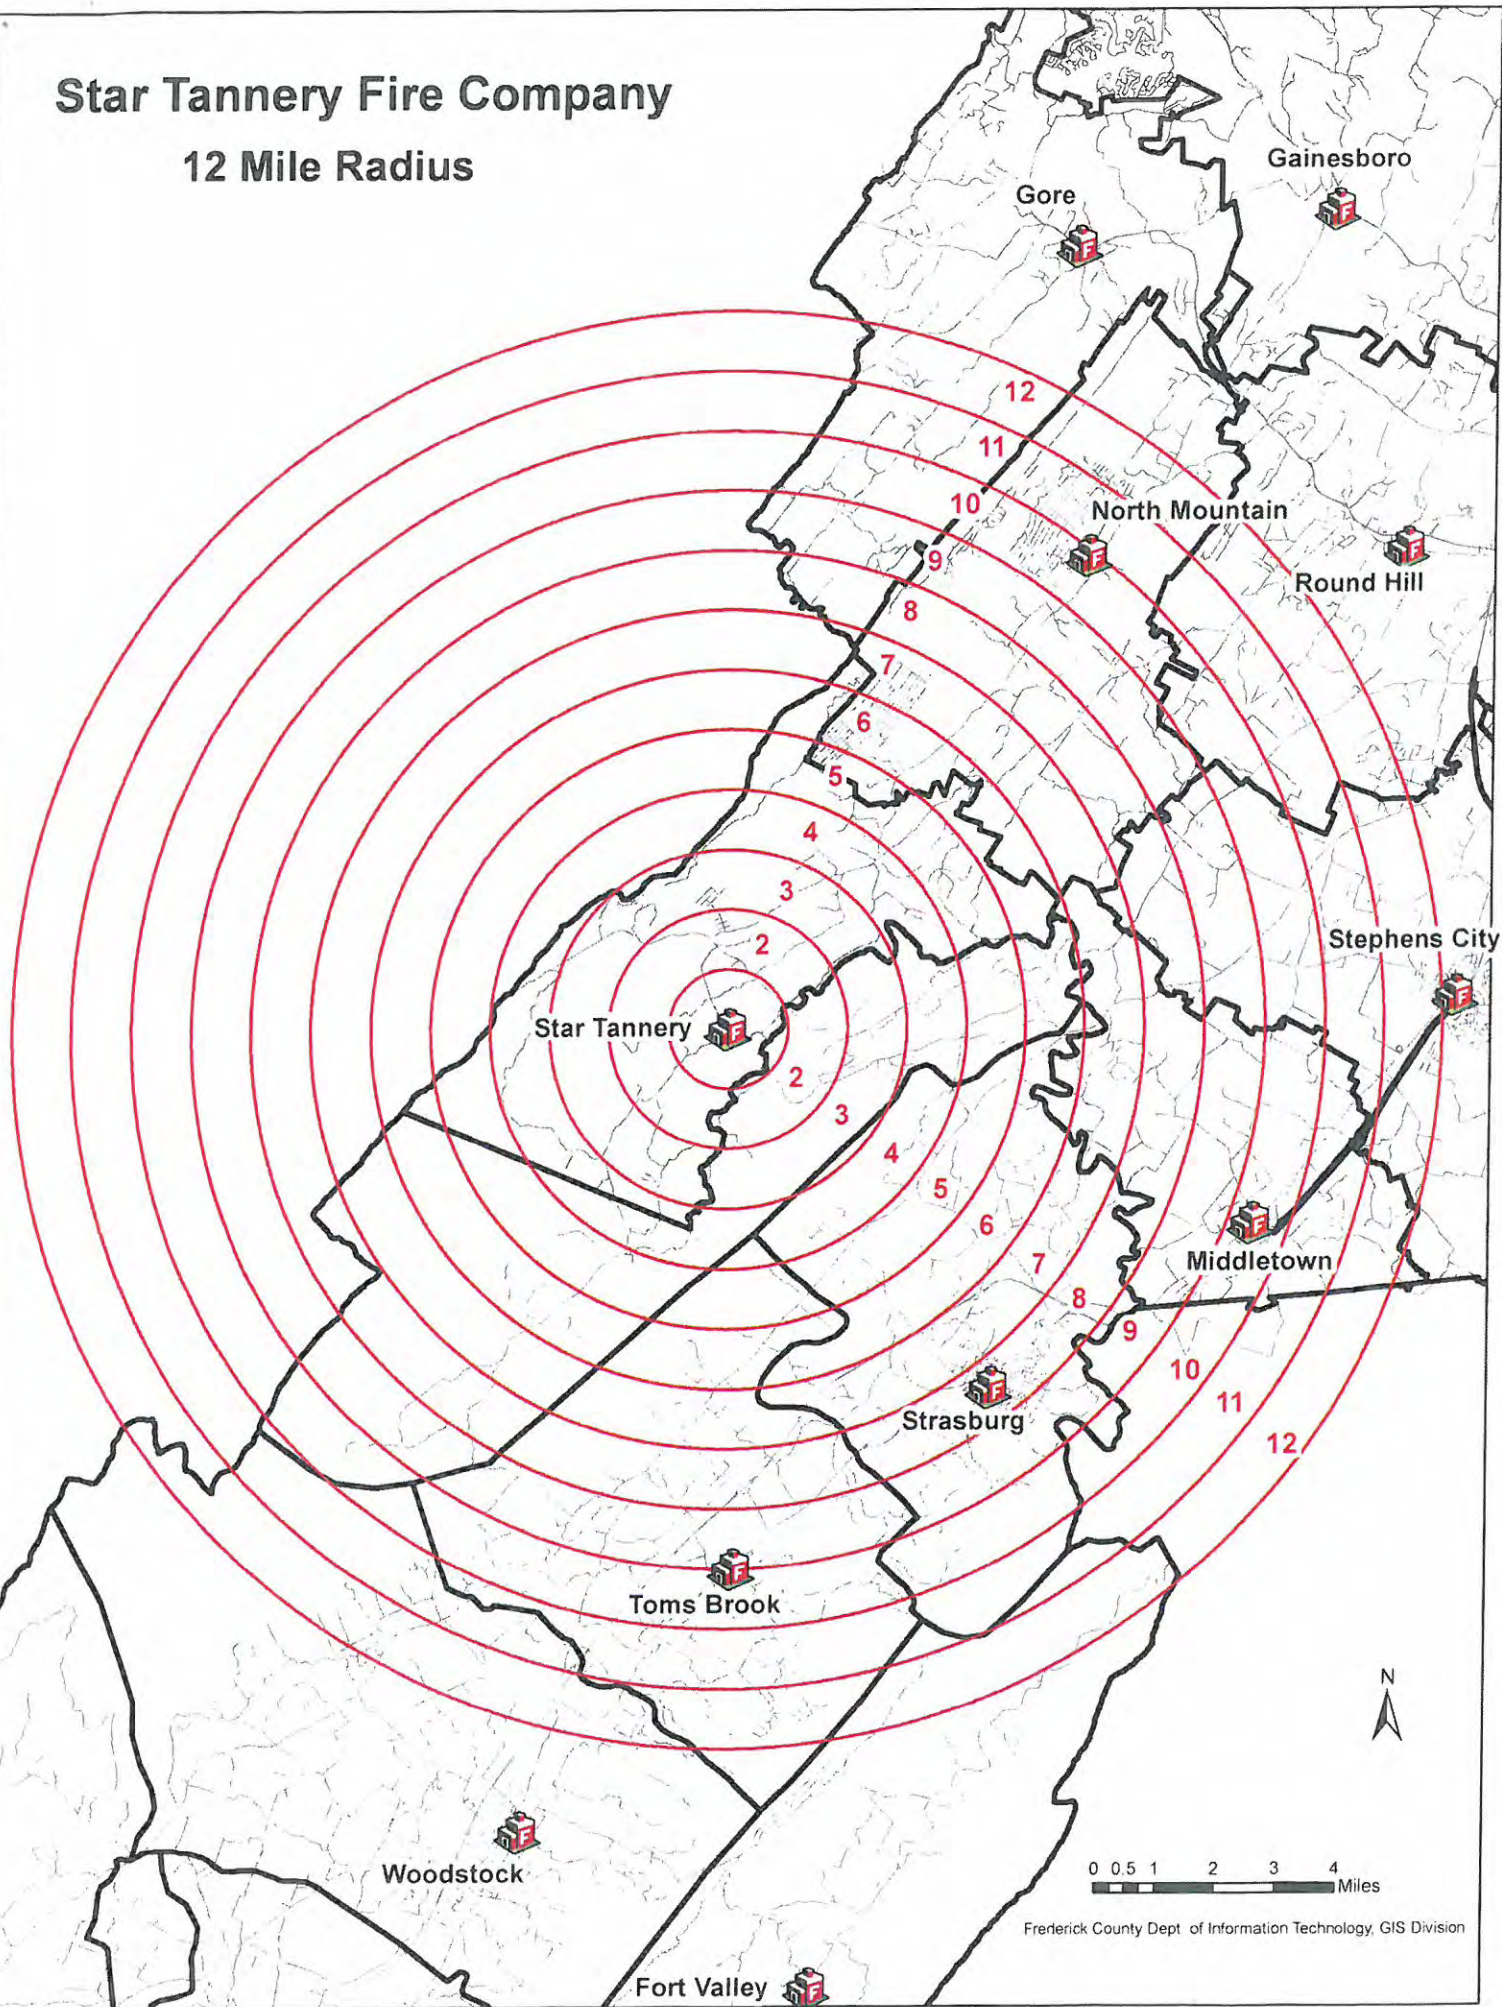 Star Tannery Fire Company
12 Mile Radius
Gainesboro
Gore
12
11
10
North Mountain
9
Round Hill
8
7
6
5
4
3
2
Stephens City
Star Tannery
2
3
4
5
6
7
Middletown
8
9
10
11
Strasburg
12
Toms Brook
N
Woodstock
0 0.5 1 2 3 4
Miles
Frederick County Dept of Information Technology, GIS Division
Fort Valley
F
F
F
F
F
F
F
F
F
F
F